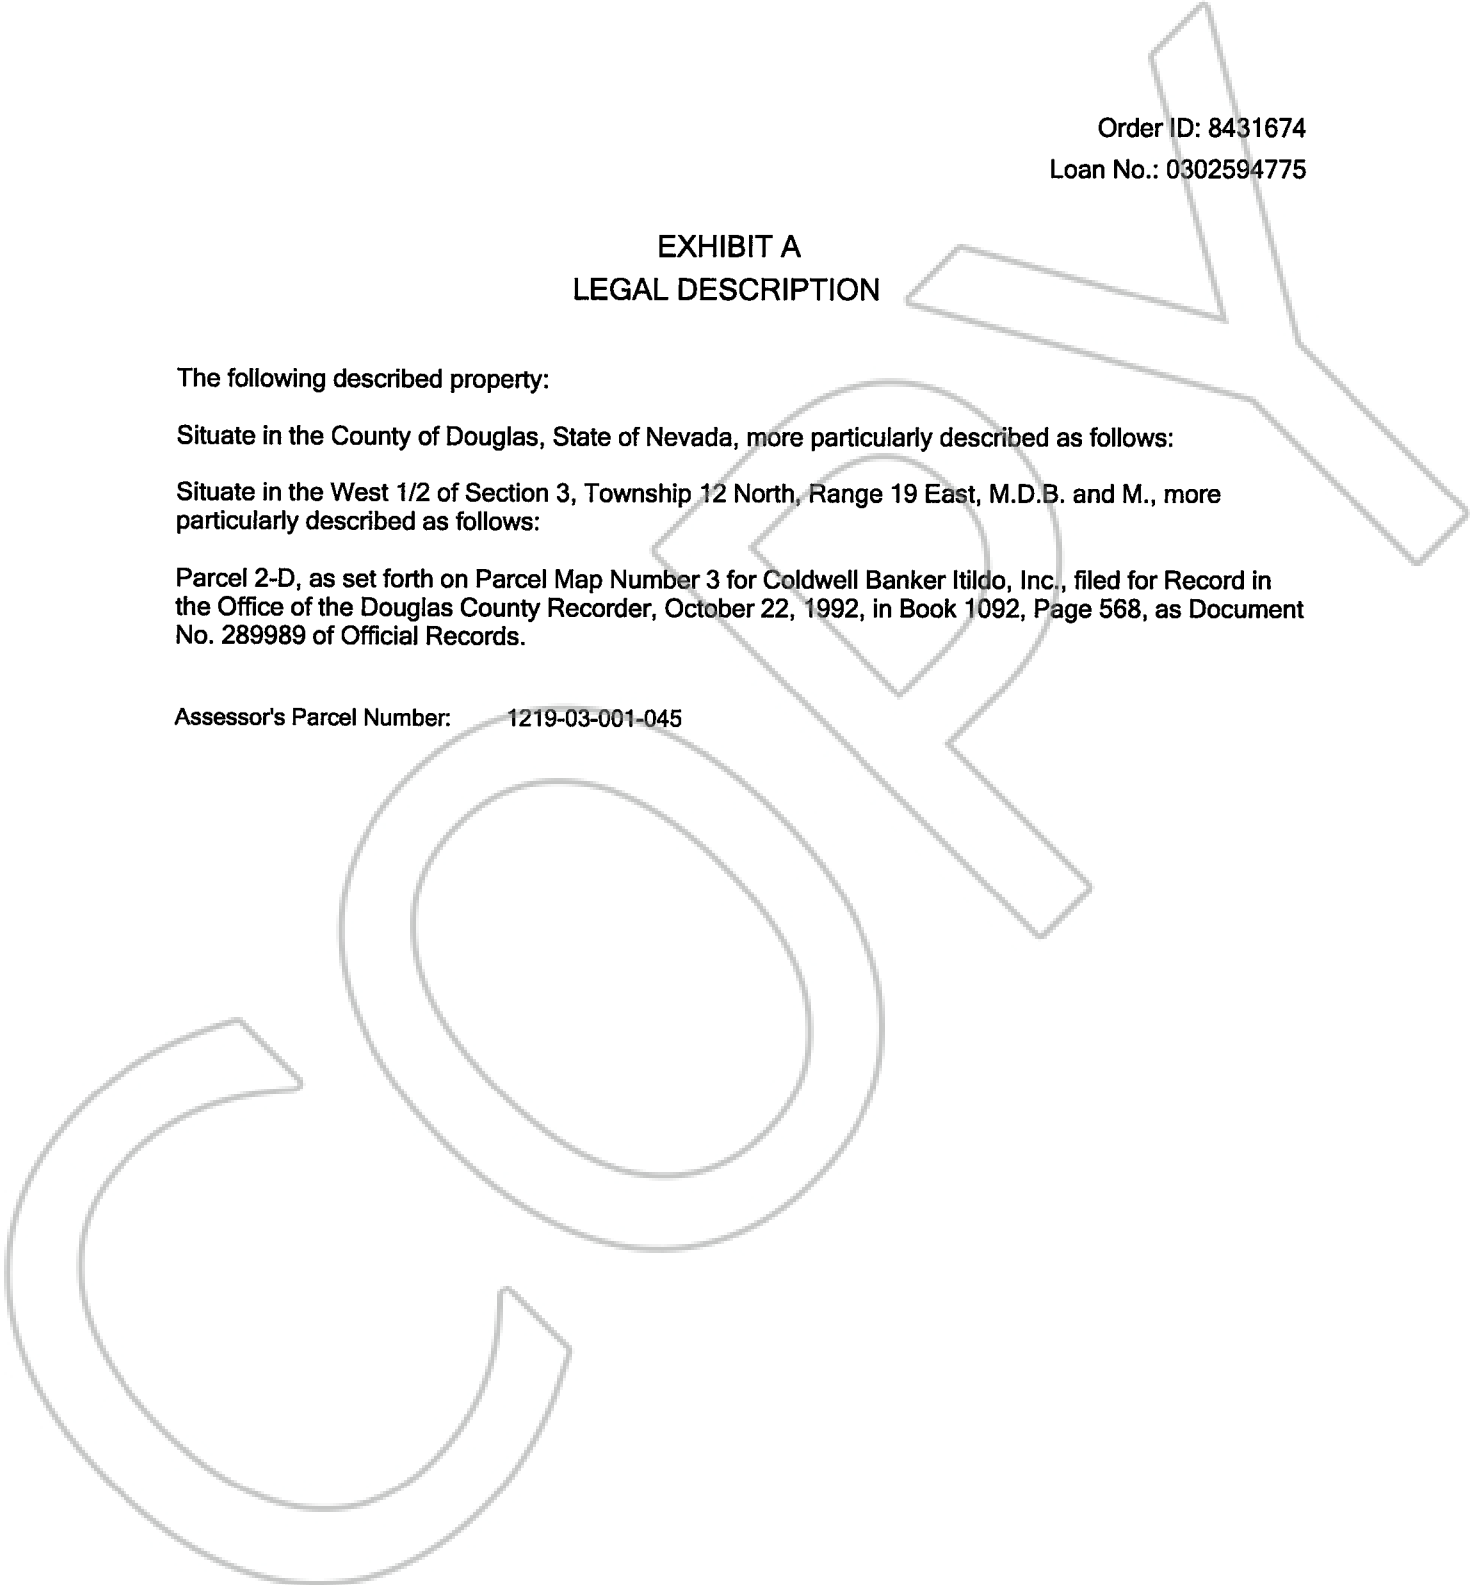 Order ID: 8431674
Loan No.: 0302594775
EXHIBIT A
LEGAL DESCRIPTION
The following described property:
Situate in the County of Douglas, State of Nevada, more particularly described as follows:
Situate in the West 1/2 of Section 3, Township 12 North, Range 19 East, M.D.B. and M., more
particularly described as follows:
Parcel 2-D, as set forth on Parcel Map Number 3 for Coldwell Banker Itildo, Inc., filed for Record in
the Office of the Douglas County Recorder, October 22, 1992, in Book 1092, Page 568, as Document
No. 289989 of Official Records.
Assessor's Parcel Number: 1219-03-001-045
COPY